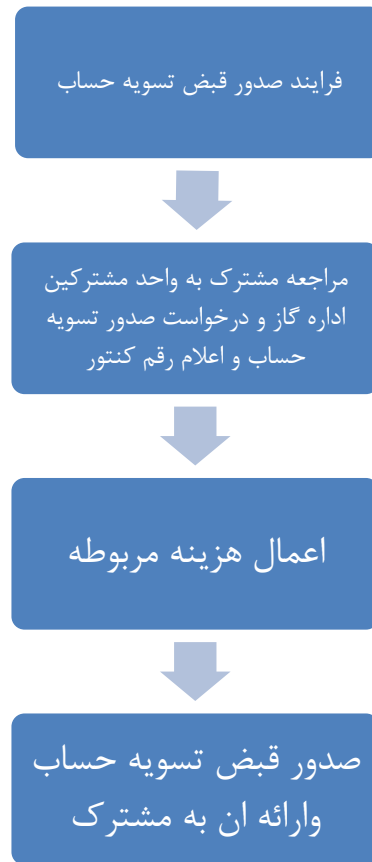 فرایند صدور قبض تسویه حساب
مراجعه مشترک به واحد مشترکین
اداره گاز و درخواست صدور تسویه
حساب و اعلام رقم کنتور
اعمال هزینه مربوطه
صدور قبض تسویه حساب
وارائه ان به مشترک